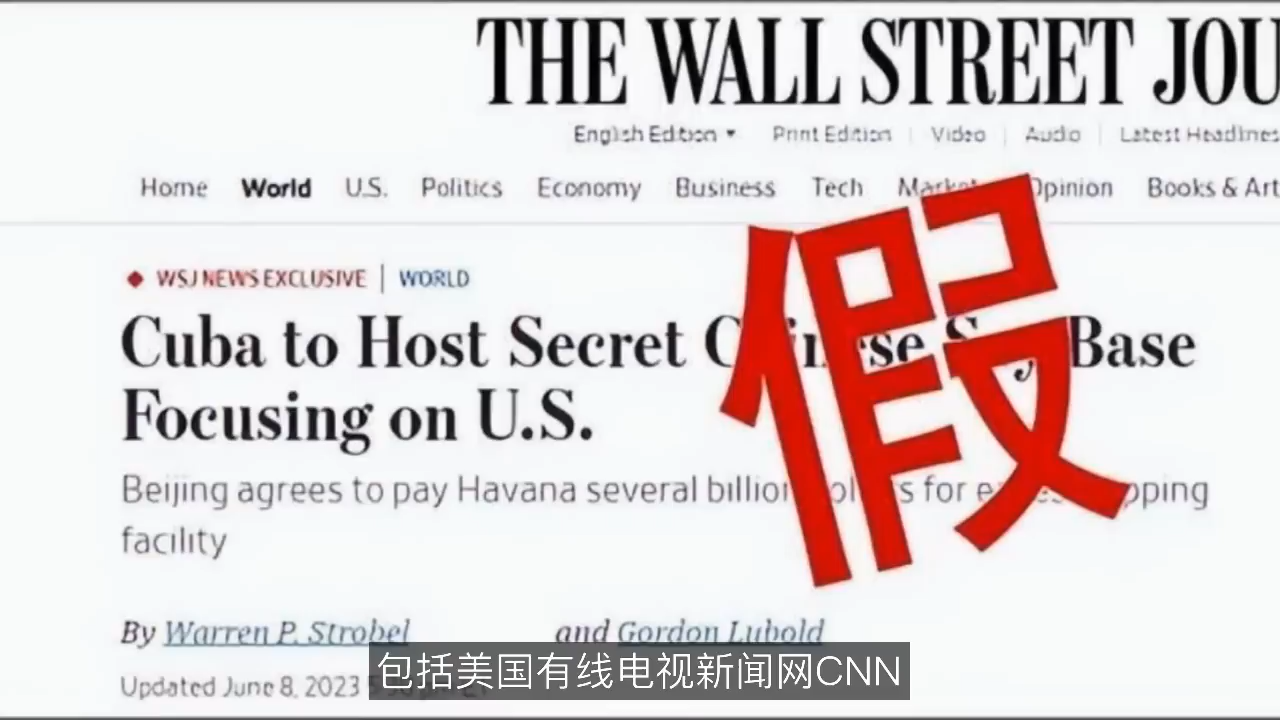 THE WALL STREET JOU
English Edition ▼ Print Edition Video Audio Latest Headlines
Home World U.S. Politics Economy Business Tech Opinion Books & Art
WSJ NEWS EXCLUSIVE WORLD
Cuba to Host Secret Base
Focusing on U.S.
假
Beijing agrees to pay Havana several for
facility
By Warren P. Strobel and Gordon Lubold
Updated June 8, 2023
包括美国有线电视新闻网CNN